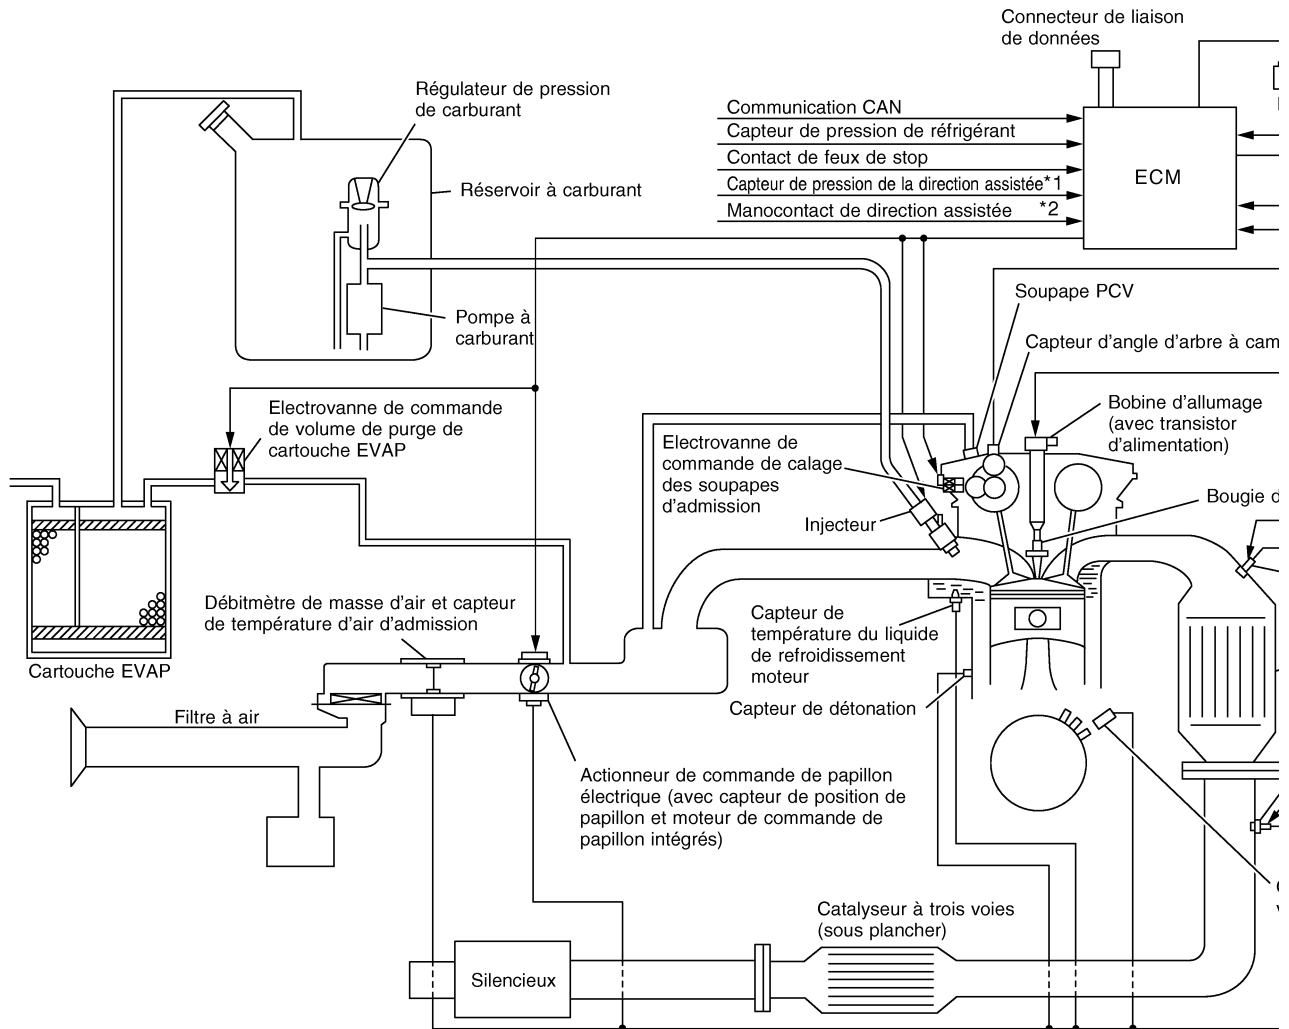 Connecteur de liaison
de données
Régulateur de pression
de carburant
Communication CAN
Capteur de pression de réfrigérant
Contact de feux de stop
ECM
Capteur de pression de la direction assistée*1
Réservoir à carburant
Manocontact de direction assistée *2
Soupape PCV
Pompe à
carburant
Capteur d'angle d'arbre à cam
Electrovanne de commande
de volume de purge de
cartouche EVAP
Bobine d'allumage
(avec transistor
d'alimentation)
Electrovanne de
commande de calage
des soupapes
d'admission
Bougie d
Injecteur
Débitmètre de masse d'air et capteur
de température d'air d'admission
Capteur de
température du liquide
de refroidissement
moteur
Cartouche EVAP
Capteur de détonation
Filtre à air
Actionneur de commande de papillon
électrique (avec capteur de position de
papillon et moteur de commande de
papillon intégrés)
Catalyseur à trois voies
(sous plancher)
Silencieux